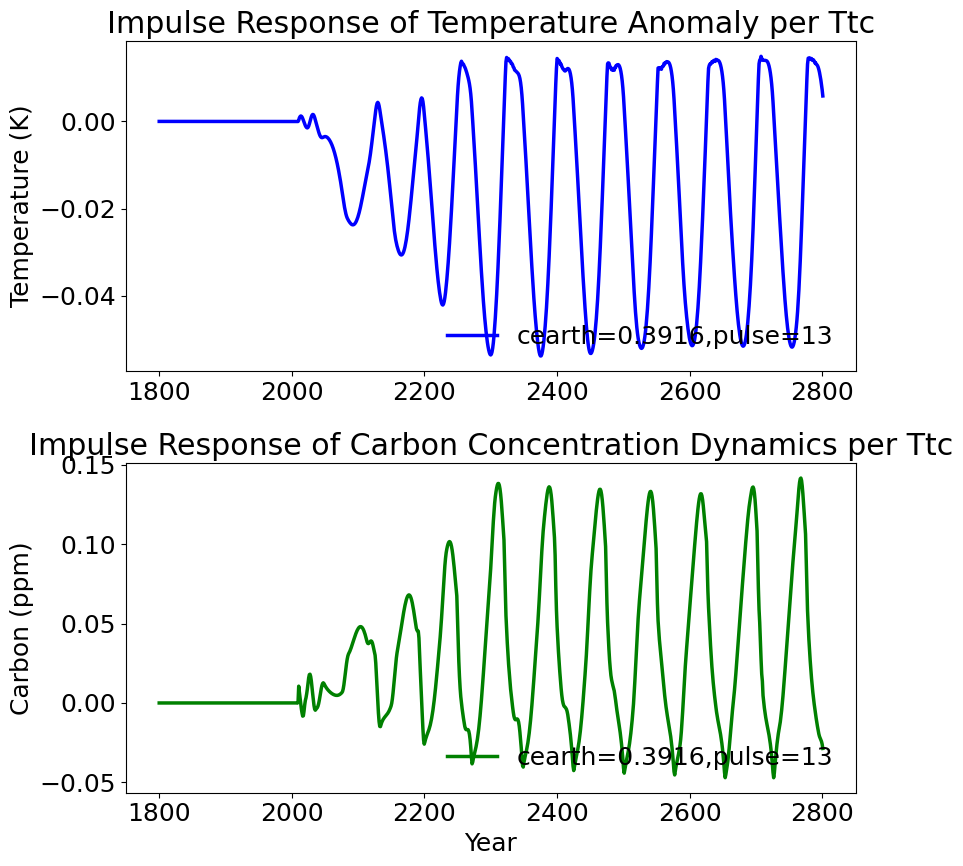 Impulse Response of Temperature Anomaly per Ttc
Temperature (K)
0.00
−0.02
−0.04
cearth=0.3916,pulse=13
1800 2000 2200 2400 2600 2800
Impulse Response of Carbon Concentration Dynamics per Ttc
Carbon (ppm)
0.15
0.10
0.05
0.00
−0.05
cearth=0.3916,pulse=13
1800 2000 2200 2400 2600 2800
Year